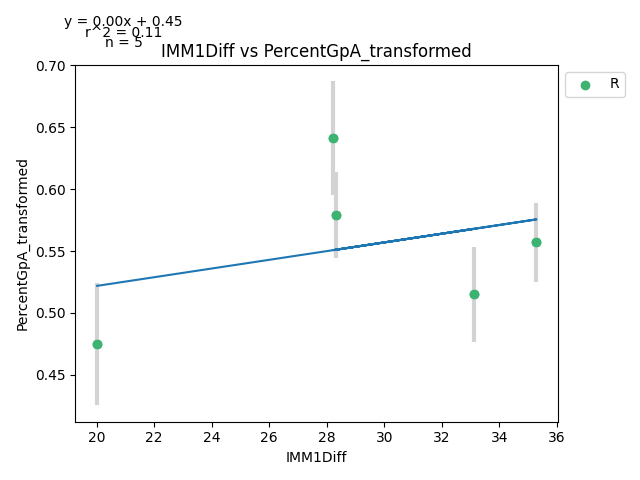 y = 0.00x + 0.45
r^2 = 0.11
n = 5
IMM1Diff vs PercentGpA_transformed
R
0.70
0.65
0.60
0.55
0.50
0.45
PercentGpA_transformed
20 22 24 26 28 30 32 34 36
IMM1Diff